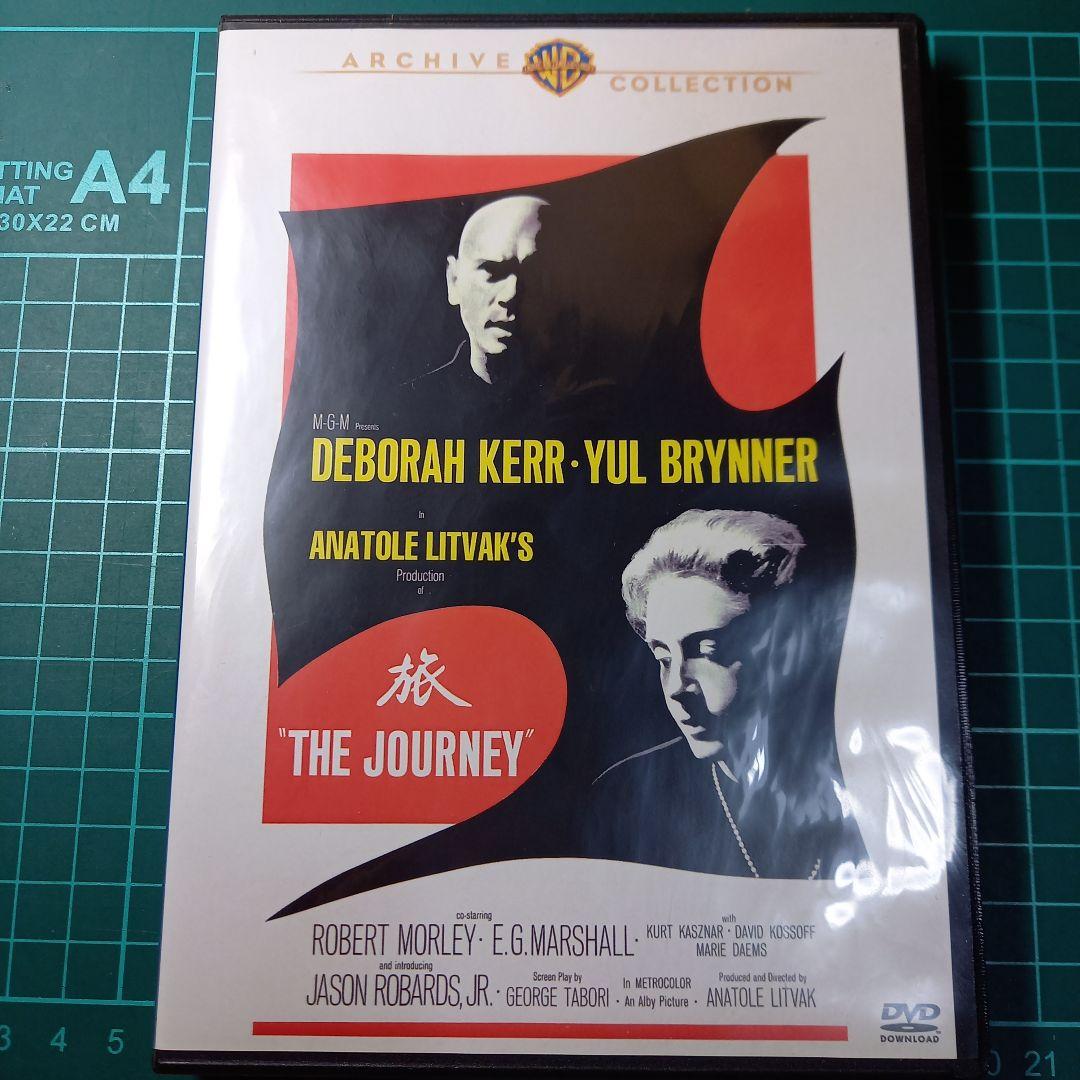 ARCHIVE WB COLLECTION
TTING
MAT
A4
30X22 CM
M-G-M Presents
DEBORAH KERR · YUL BRYNNER
In
ANATOLE LITVAK'S
Production
of
旅
"THE JOURNEY"
co-starring
ROBERT MORLEY · E.G. MARSHALL ·
with
KURT KASZNAR · DAVID KOSSOFF
MARIE DAEMS
and introducing
JASON ROBARDS, JR. ·
Screen Play by
GEORGE TABORI ·
In METROCOLOR
An Alby Picture ·
Produced and Directed by
ANATOLE LITVAK
DVD
DOWNLOAD
3 4 5
0 21